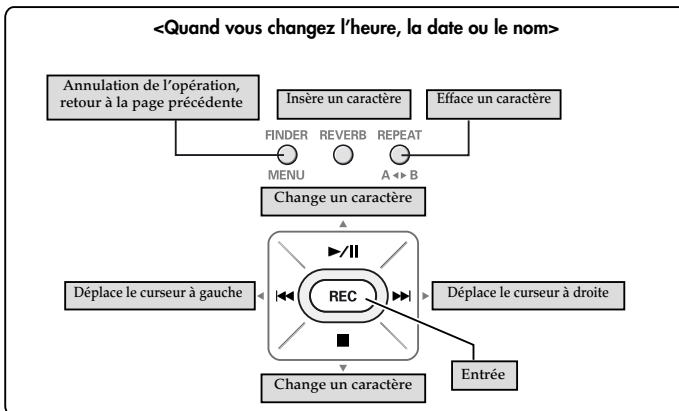 <Quand vous changez l’heure, la date ou le nom>
Annulation de l’opération,
retour à la page précédente
Insère un caractère
Efface un caractère
FINDER REVERB REPEAT
MENU
A ◂▸ B
Change un caractère
►/II
Déplace le curseur à gauche
REC
Déplace le curseur à droite
Entrée
Change un caractère